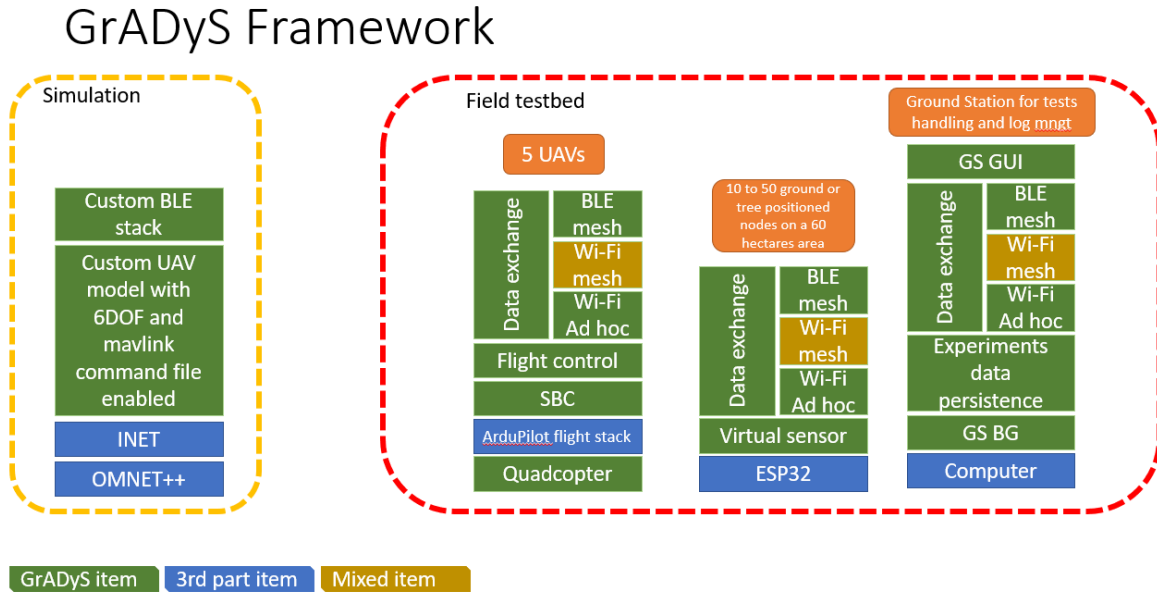 GrADyS Framework
Simulation
Custom BLE
stack
Custom UAV
model with
6DOF and
mavlink
command file
enabled
INET
OMNET++
Field testbed
5 UAVs
Data exchange
BLE
mesh
Wi-Fi
mesh
Wi-Fi
Ad hoc
Flight control
SBC
ArduPilot flight stack
Quadcopter
10 to 50 ground or
tree positioned
nodes on a 60
hectares area
Data exchange
BLE
mesh
Wi-Fi
mesh
Wi-Fi
Ad hoc
Virtual sensor
ESP32
Ground Station for tests
handling and log mngt
GS GUI
Data exchange
BLE
mesh
Wi-Fi
mesh
Wi-Fi
Ad hoc
Experiments
data
persistence
GS BG
Computer
GrADyS item
3rd part item
Mixed item